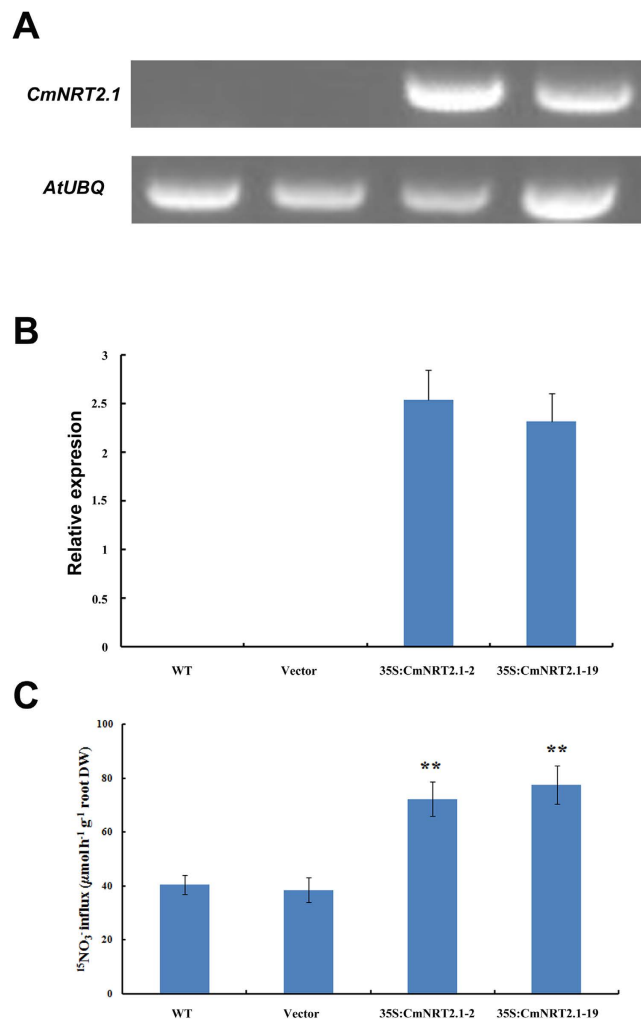 A
CmNRT2.1
AtUBQ
B
Relative expresion
3
2.5
2
1.5
1
0.5
0
WT Vector 35S:CmNRT2.1-2 35S:CmNRT2.1-19
C
¹⁵NO₃⁻ influx (μmol h⁻¹ g⁻¹ root DW)
100
80
60
40
20
0
** **
WT Vector 35S:CmNRT2.1-2 35S:CmNRT2.1-19